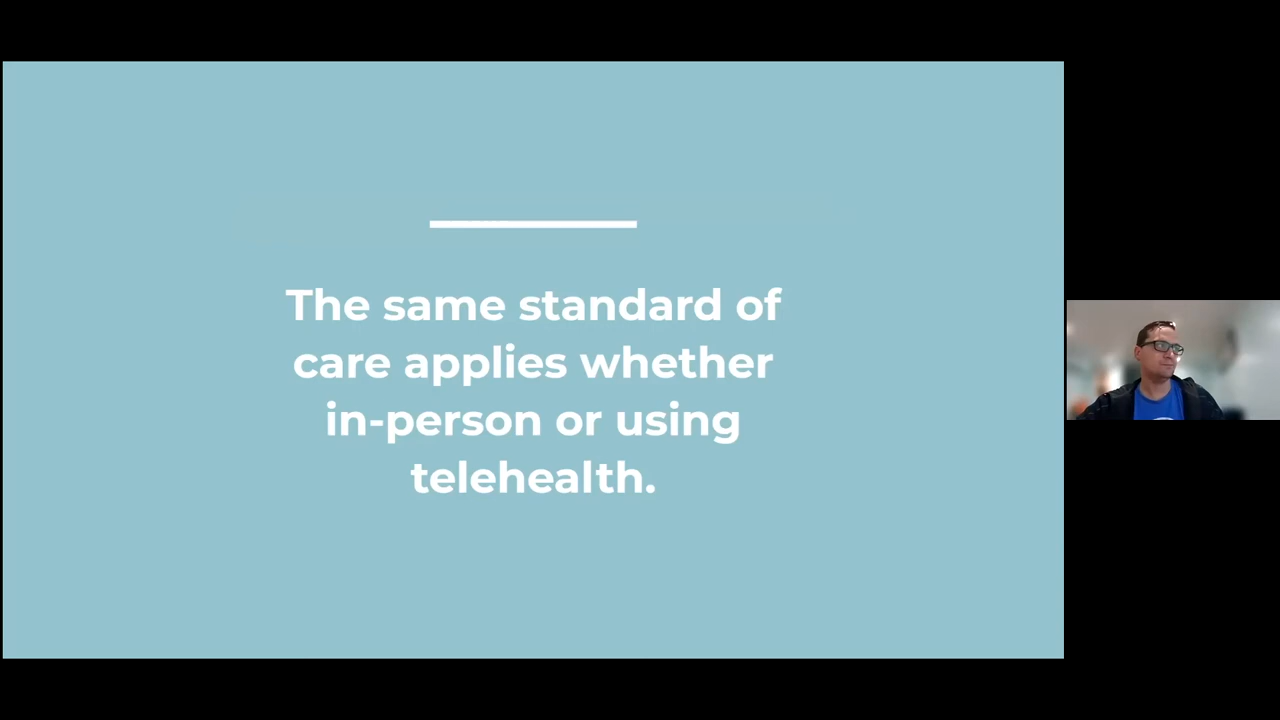 The same standard of
care applies whether
in-person or using
telehealth.